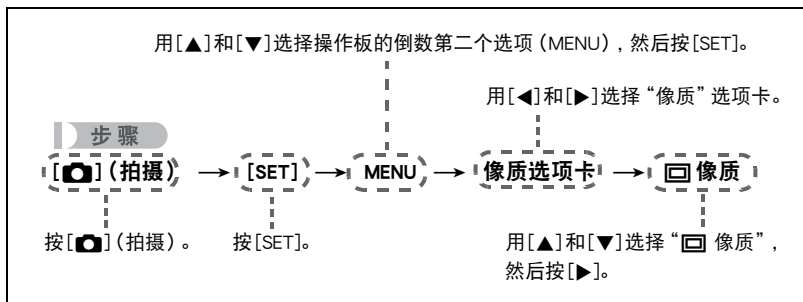 用[▲]和[▼]选择操作板的倒数第二个选项（MENU）, 然后按[SET]。
用[◀]和[▶]选择 “像质” 选项卡。
步骤
[📷]（拍摄） → [SET] → MENU → 像质选项卡 → 像质
按[📷]（拍摄）。 按[SET]。 用[▲]和[▼]选择 “ 像质”,
然后按[▶]。